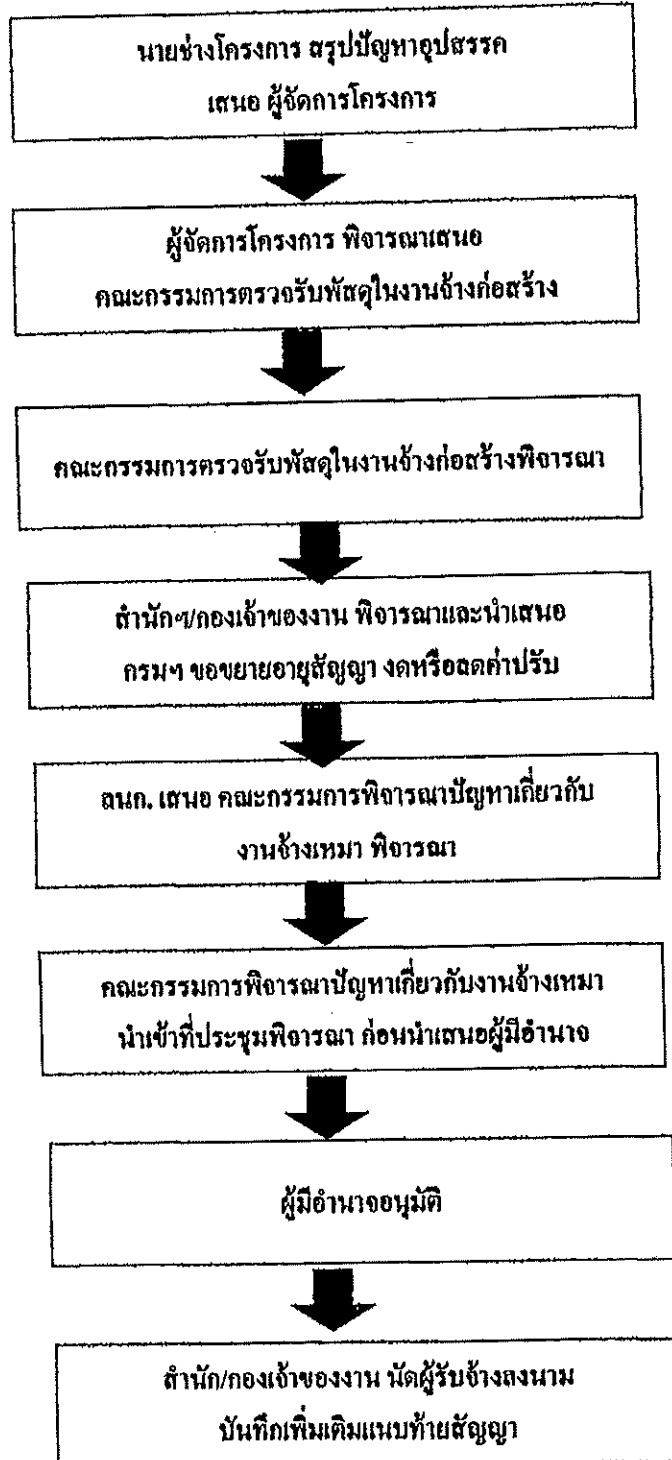 นายช่างโครงการ สรุปปัญหาอุปสรรค
เสนอ ผู้จัดการโครงการ
ผู้จัดการโครงการ พิจารณาเสนอ
คณะกรรมการตรวจรับพัสดุในงานจ้างก่อสร้าง
คณะกรรมการตรวจรับพัสดุในงานจ้างก่อสร้างพิจารณา
สำนักฯ/กองเจ้าของงาน พิจารณาและนำเสนอ
กรมฯ ขอขยายอายุสัญญา งดหรือลดค่าปรับ
ลนก. เสนอ คณะกรรมการพิจารณาปัญหาเกี่ยวกับ
งานจ้างเหมา พิจารณา
คณะกรรมการพิจารณาปัญหาเกี่ยวกับงานจ้างเหมา
นำเข้าที่ประชุมพิจารณา ก่อนนำเสนอผู้มีอำนาจ
ผู้มีอำนาจอนุมัติ
สำนัก/กองเจ้าของงาน นัดผู้รับจ้างลงนาม
บันทึกเพิ่มเติมแนบท้ายสัญญา